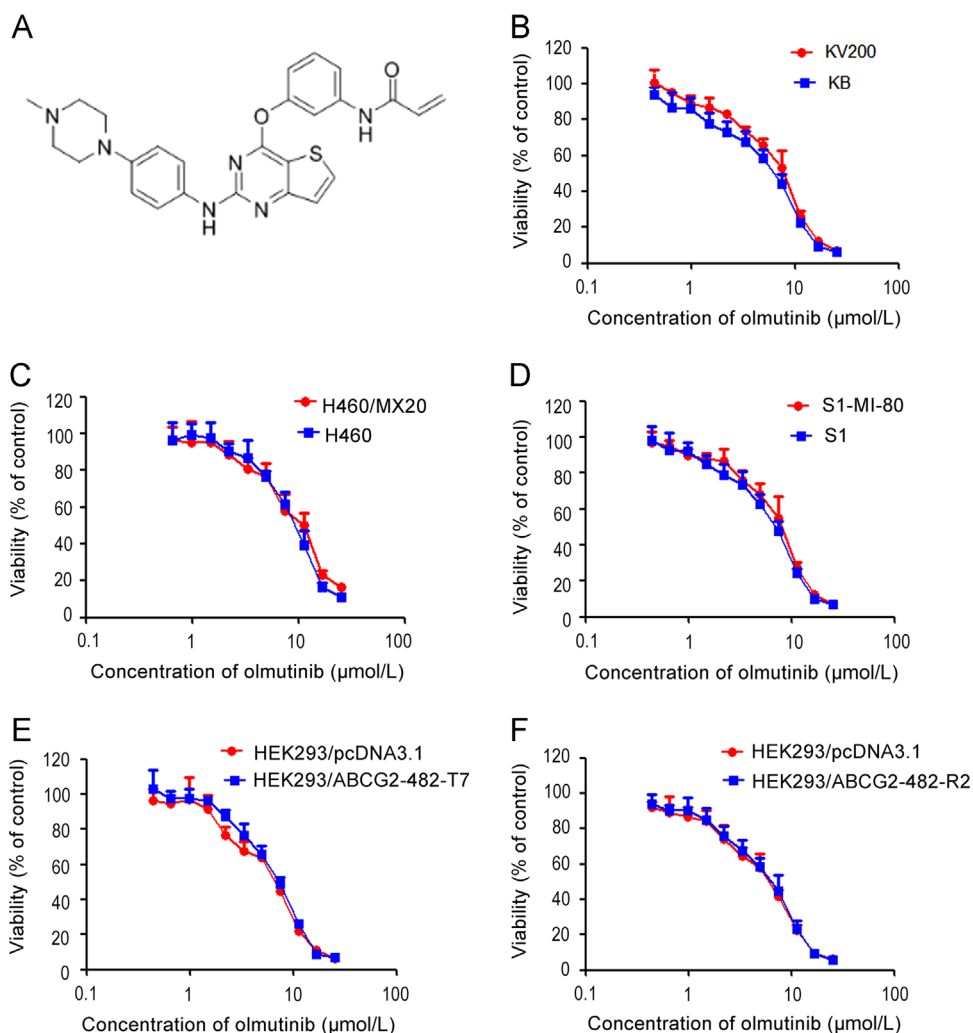 A
O
N
H
O
N
N
S
N
N
N
H
B
KV200
KB
Viability (% of control)
120
100
80
60
40
20
0
0.1
1
10
100
Concentration of olmutinib (µmol/L)
C
H460/MX20
H460
Viability (% of control)
120
100
80
60
40
20
0
0.1
1
10
100
Concentration of olmutinib (µmol/L)
D
S1-MI-80
S1
Viability (% of control)
120
100
80
60
40
20
0
0.1
1
10
100
Concentration of olmutinib (µmol/L)
E
HEK293/pcDNA3.1
HEK293/ABCG2-482-T7
Viability (% of control)
120
100
80
60
40
20
0
0.1
1
10
100
Concentration of olmutinib (µmol/L)
F
HEK293/pcDNA3.1
HEK293/ABCG2-482-R2
Viability (% of control)
120
100
80
60
40
20
0
0.1
1
10
100
Concentration of olmutinib (µmol/L)